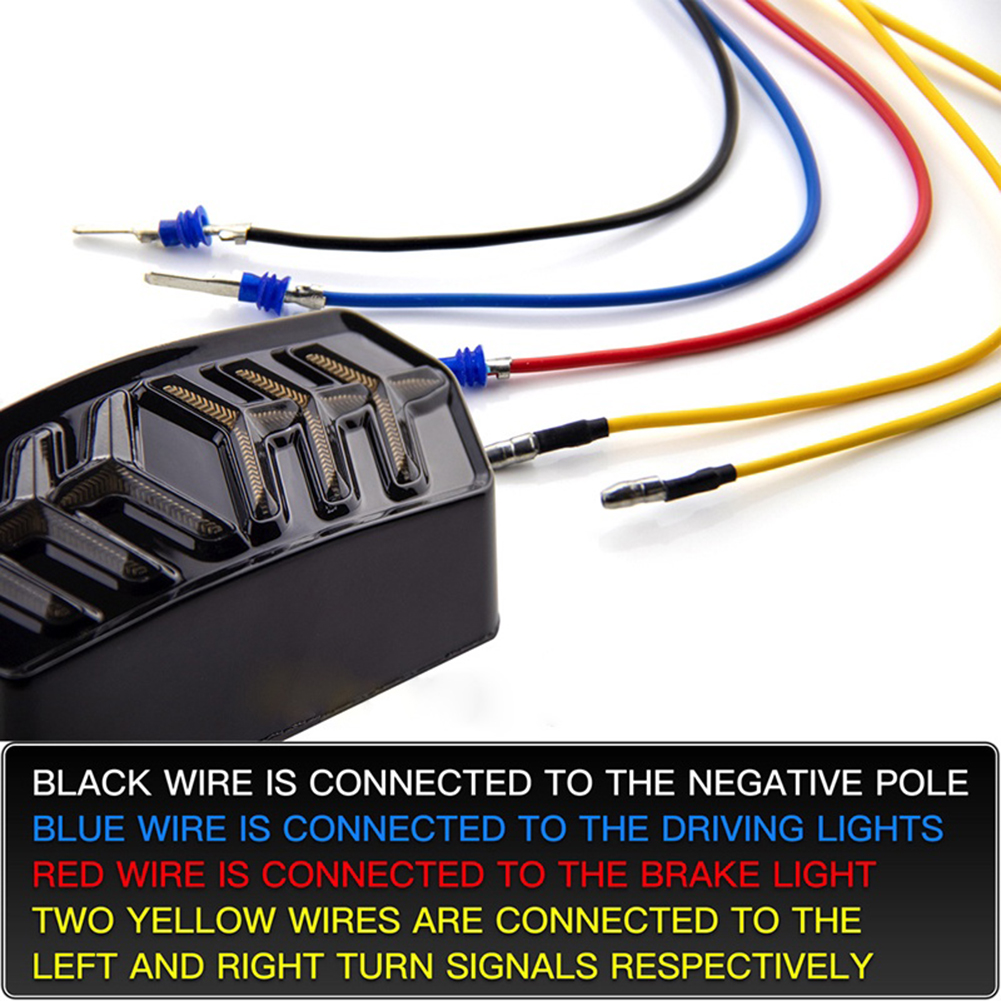 BLACK WIRE IS CONNECTED TO THE NEGATIVE POLE
BLUE WIRE IS CONNECTED TO THE DRIVING LIGHTS
RED WIRE IS CONNECTED TO THE BRAKE LIGHT
TWO YELLOW WIRES ARE CONNECTED TO THE
LEFT AND RIGHT TURN SIGNALS RESPECTIVELY